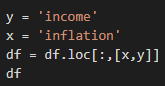 y = 'income'
x = 'inflation'
df = df.loc[:,[x,y]]
df